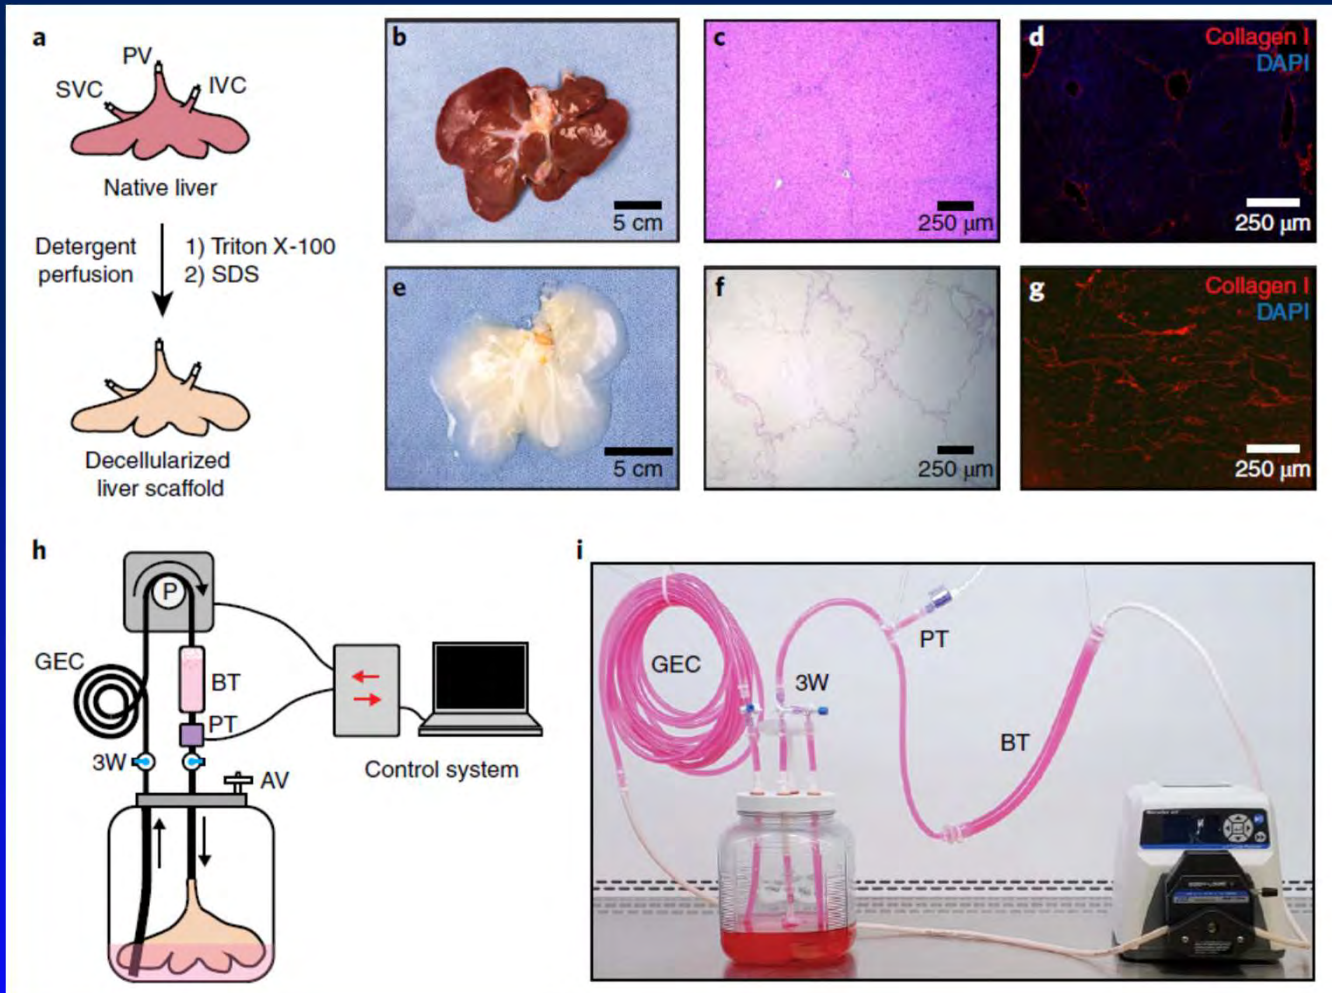 a
PV
SVC
IVC
Native liver
Detergent
perfusion
1) Triton X-100
2) SDS
Decellularized
liver scaffold
b
5 cm
c
250 µm
d
Collagen I
DAPI
250 µm
e
5 cm
f
250 µm
g
Collagen I
DAPI
250 µm
h
P
GEC
BT
PT
3W
AV
Control system
i
GEC
3W
PT
BT